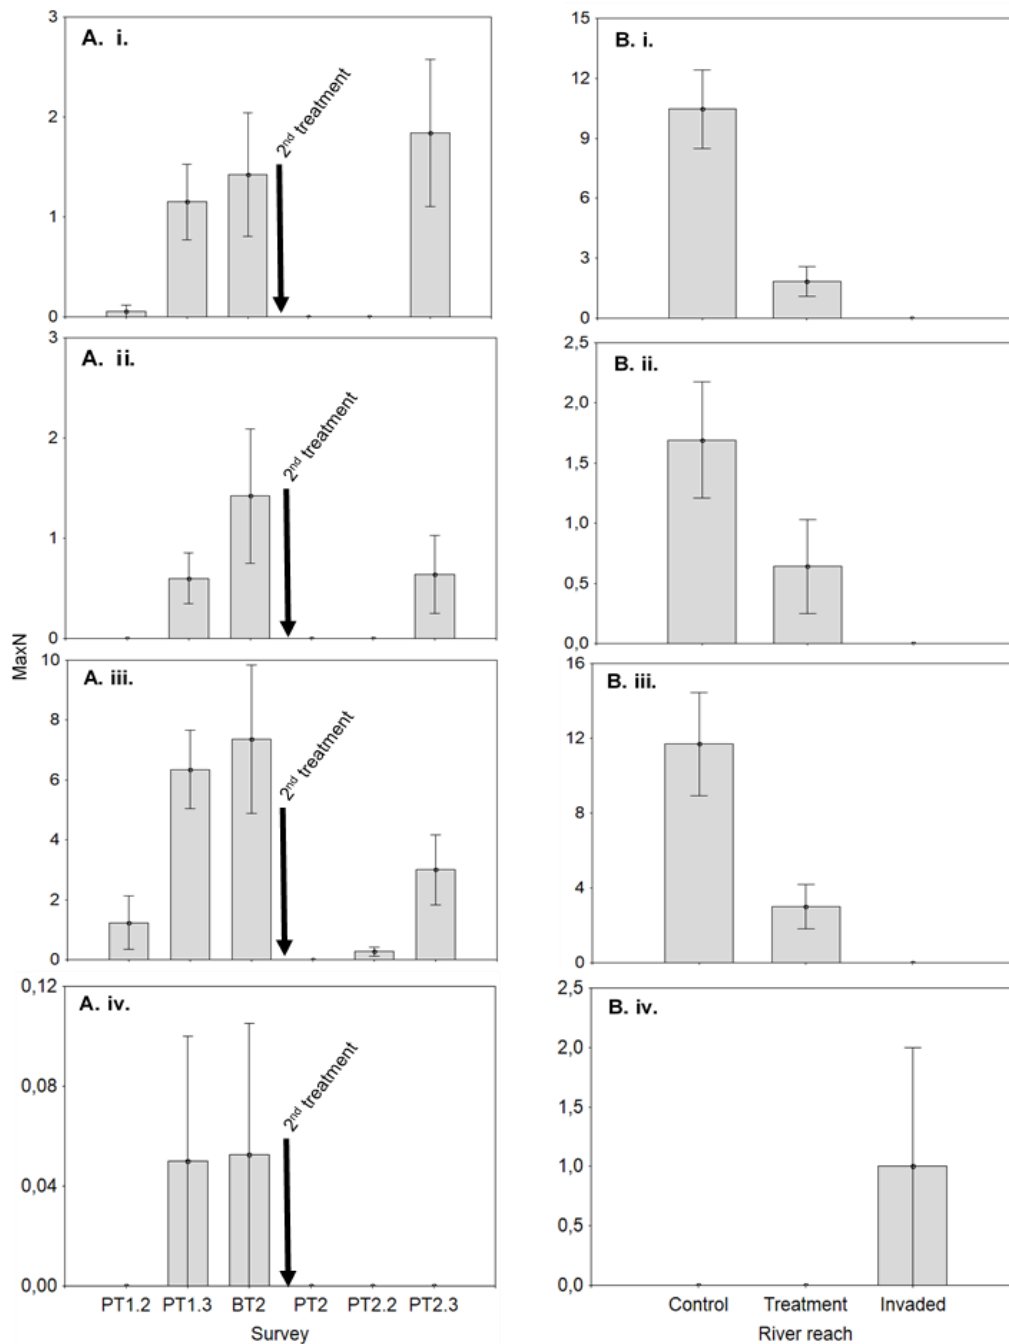 A. i.
3
2
1
0
2nd treatment
B. i.
15
12
9
6
3
0
A. ii.
3
2
1
0
2nd treatment
B. ii.
2,5
2,0
1,5
1,0
0,5
0,0
MaxN
A. iii.
10
8
6
4
2
0
2nd treatment
B. iii.
16
12
8
4
0
A. iv.
0,12
0,08
0,04
0,00
2nd treatment
PT1.2 PT1.3 BT2 PT2 PT2.2 PT2.3
Survey
B. iv.
2,5
2,0
1,5
1,0
0,5
0,0
Control Treatment Invaded
River reach